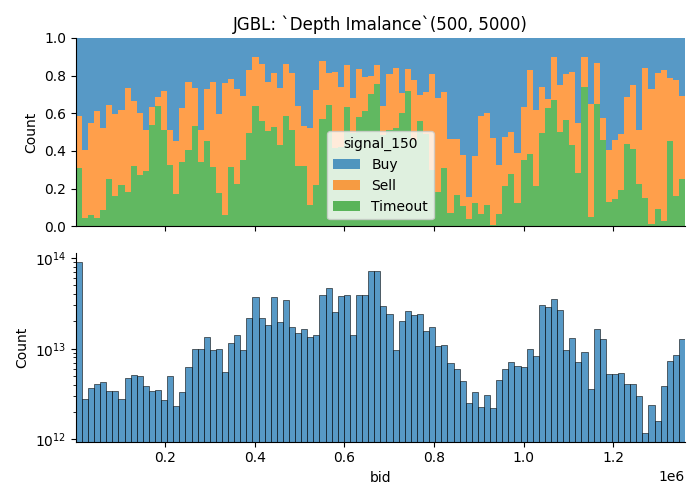 JGBL: `Depth Imalance`(500, 5000)
1.0
0.8
0.6
0.4
0.2
0.0
Count
signal_150
Buy
Sell
Timeout
10^14
10^13
10^12
Count
0.2 0.4 0.6 0.8 1.0 1.2
1e6
bid